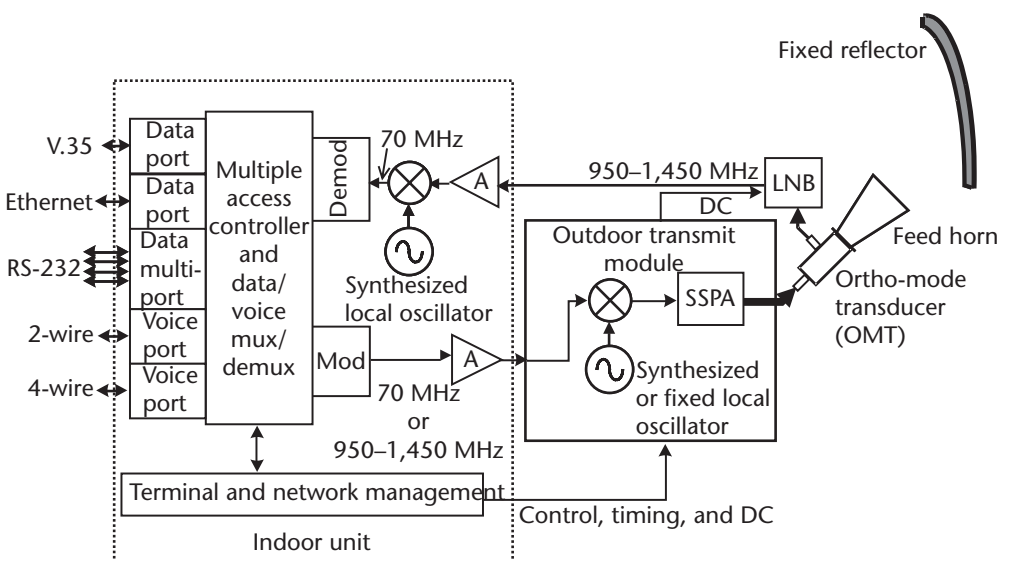 Fixed reflector
V.35
Ethernet
RS-232
2-wire
4-wire
Data
port
Data
port
Data
multi-
port
Voice
port
Voice
port
Multiple
access
controller
and
data/
voice
mux/
demux
Demod
70 MHz
A
Synthesized
local oscillator
Mod
A
70 MHz
or
950–1,450 MHz
Terminal and network management
Indoor unit
950–1,450 MHz
DC
LNB
Outdoor transmit
module
SSPA
Synthesized
or fixed local
oscillator
Control, timing, and DC
Feed horn
Ortho-mode
transducer
(OMT)